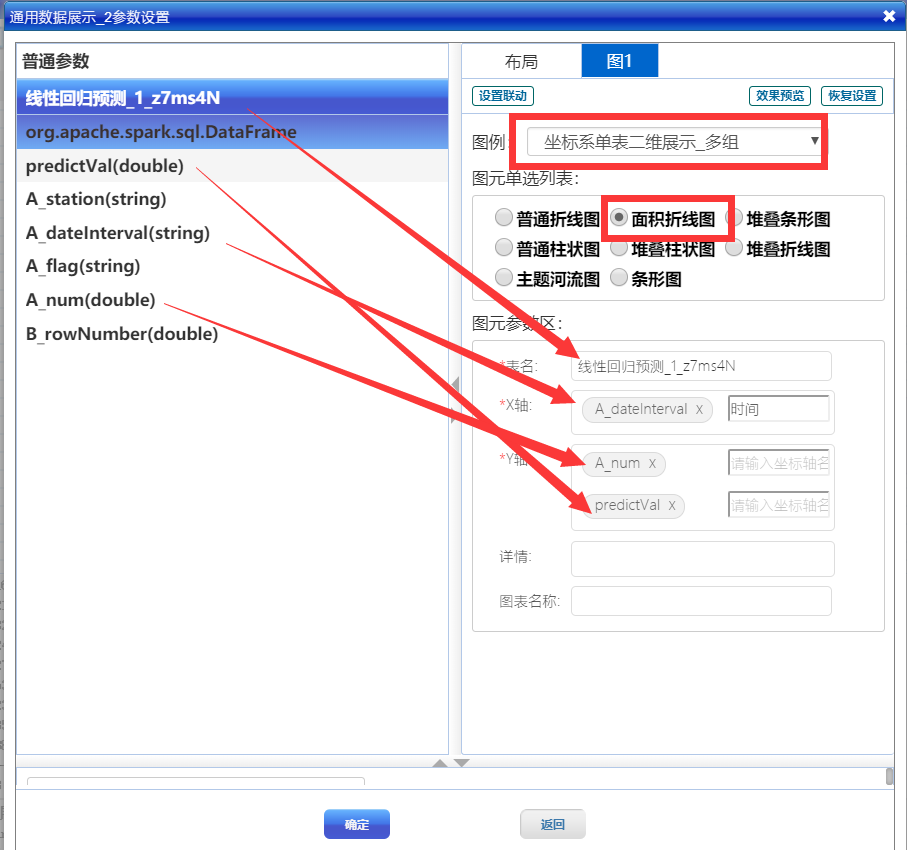 通用数据展示_2参数设置
普通参数
线性回归预测_1_z7ms4N
org.apache.spark.sql.DataFrame
predictVal(double)
A_station(string)
A_dateInterval(string)
A_flag(string)
A_num(double)
B_rowNumber(double)
布局 图1
设置联动 效果预览 恢复设置
图例: 坐标系单表二维展示_多组
图元单选列表:
普通折线图 面积折线图 堆叠条形图
普通柱状图 堆叠柱状图 堆叠折线图
主题河流图 条形图
图元参数区:
*表名: 线性回归预测_1_z7ms4N
*X轴: A_dateInterval x 时间
*Y轴 A_num x 请输入坐标轴名
predictVal x 请输入坐标轴名
详情:
图表名称:
确定 返回